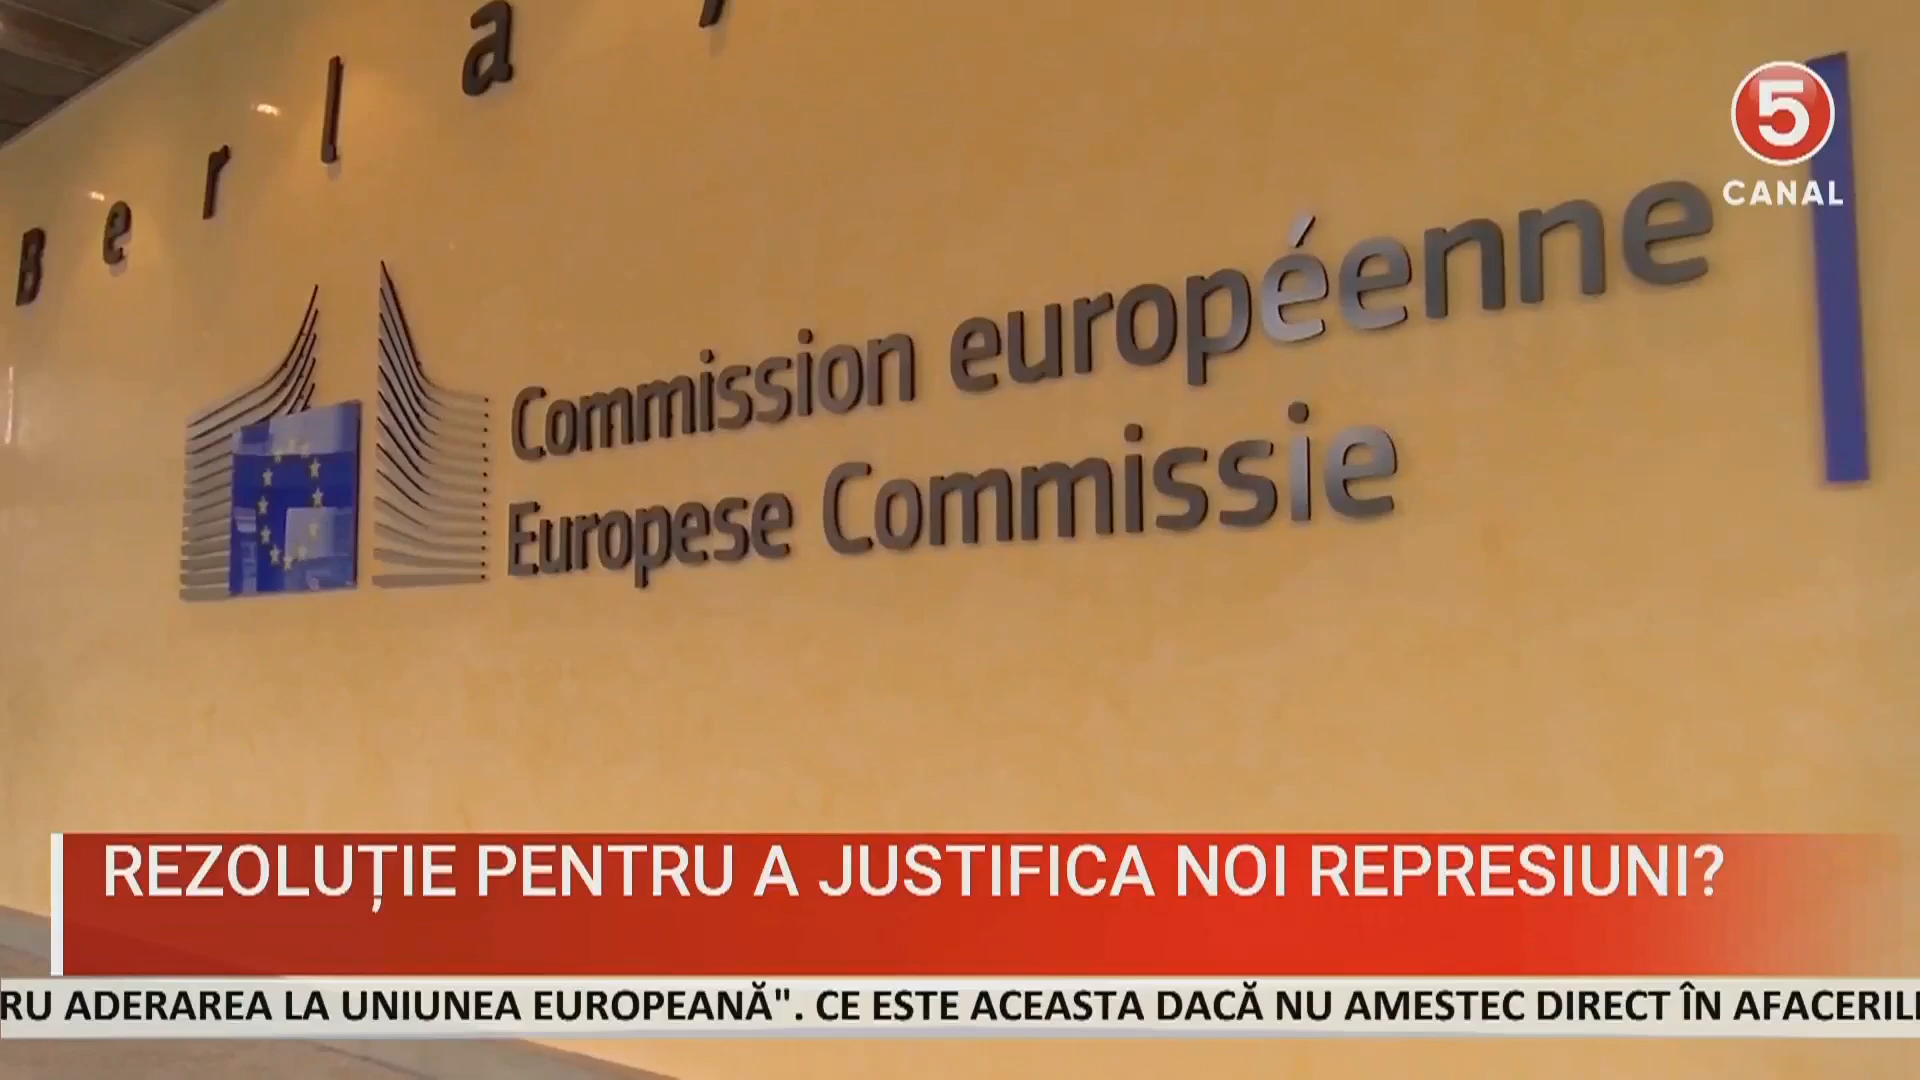 Berla
5
CANAL
Commission européenne
Europese Commissie
REZOLUȚIE PENTRU A JUSTIFICA NOI REPRESIUNI?
RU ADERAREA LA UNIUNEA EUROPEANĂ". CE ESTE ACEASTA DACĂ NU AMESTEC DIRECT ÎN AFACERIL